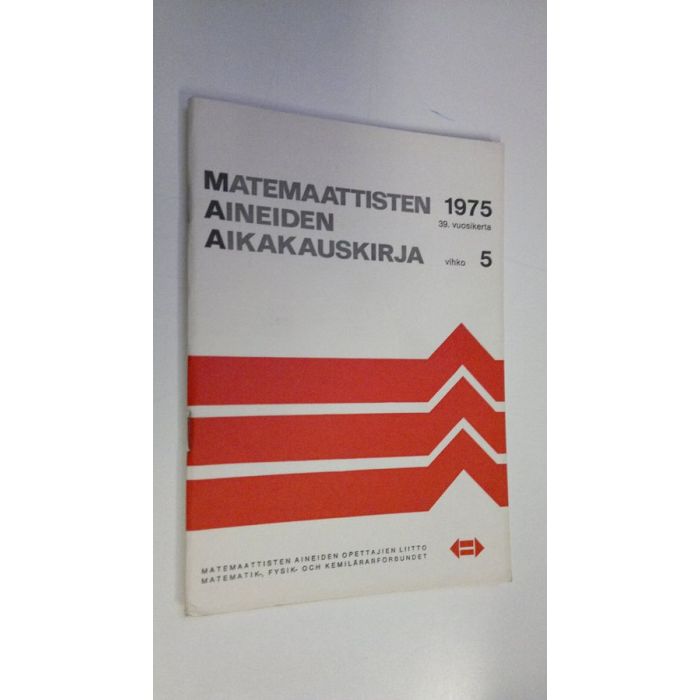 MATEMAATTISTEN 1975
39. vuosikerta
AINEIDEN
AIKAKAUSKIRJA vihko 5
MATEMAATTISTEN AINEIDEN OPETTAJIEN LIITTO
MATEMATIK-, FYSIK- OCH KEMILÄRARFÖRBUNDET